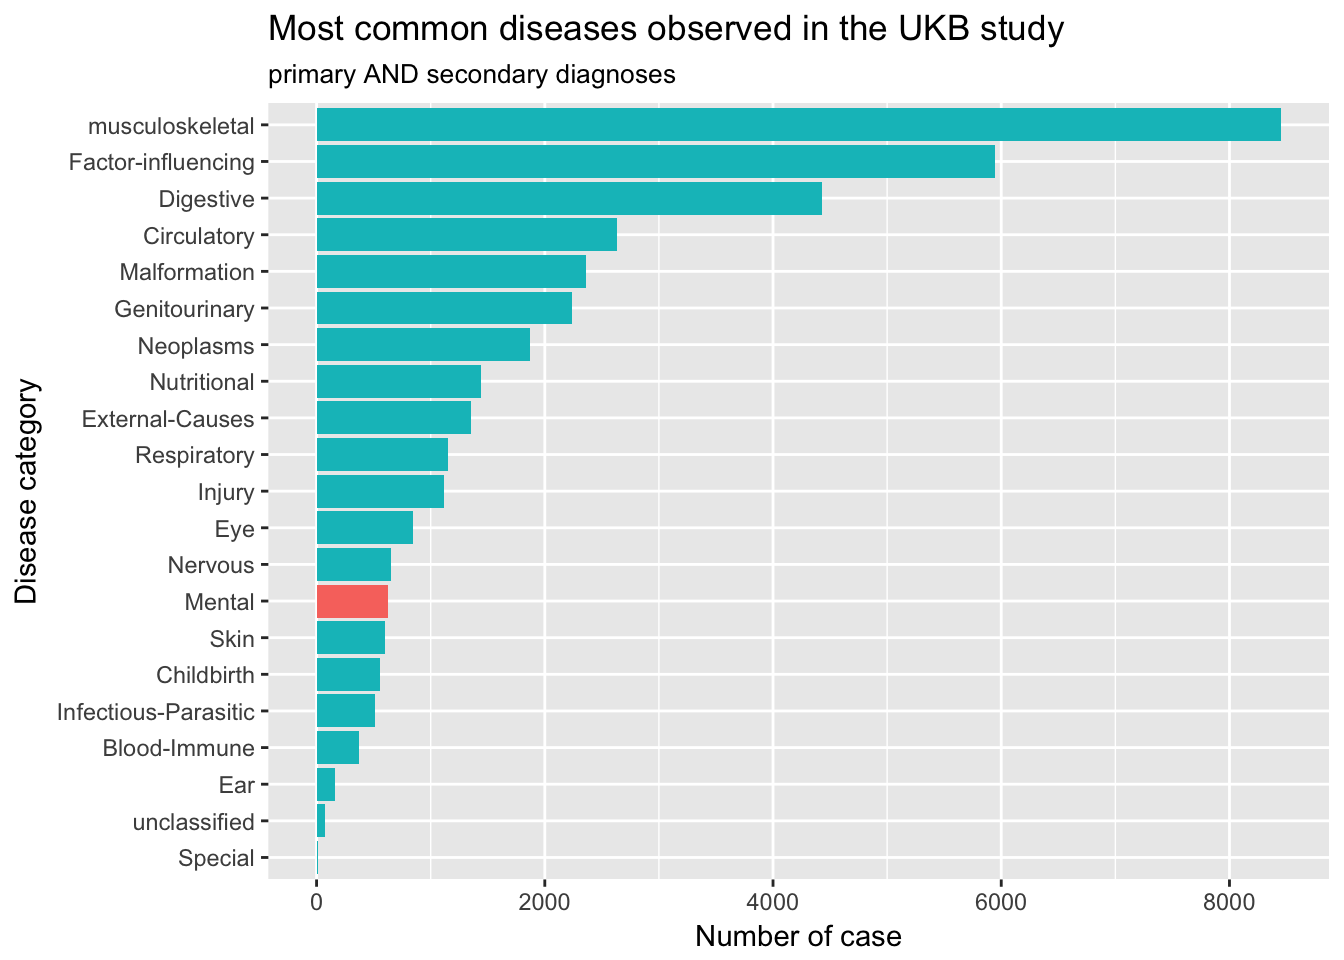 Most common diseases observed in the UKB study
primary AND secondary diagnoses
musculoskeletal
Factor-influencing
Digestive
Circulatory
Malformation
Genitourinary
Neoplasms
Nutritional
External-Causes
Respiratory
Injury
Eye
Nervous
Mental
Skin
Childbirth
Infectious-Parasitic
Blood-Immune
Ear
unclassified
Special
Disease category
0 2000 4000 6000 8000
Number of case